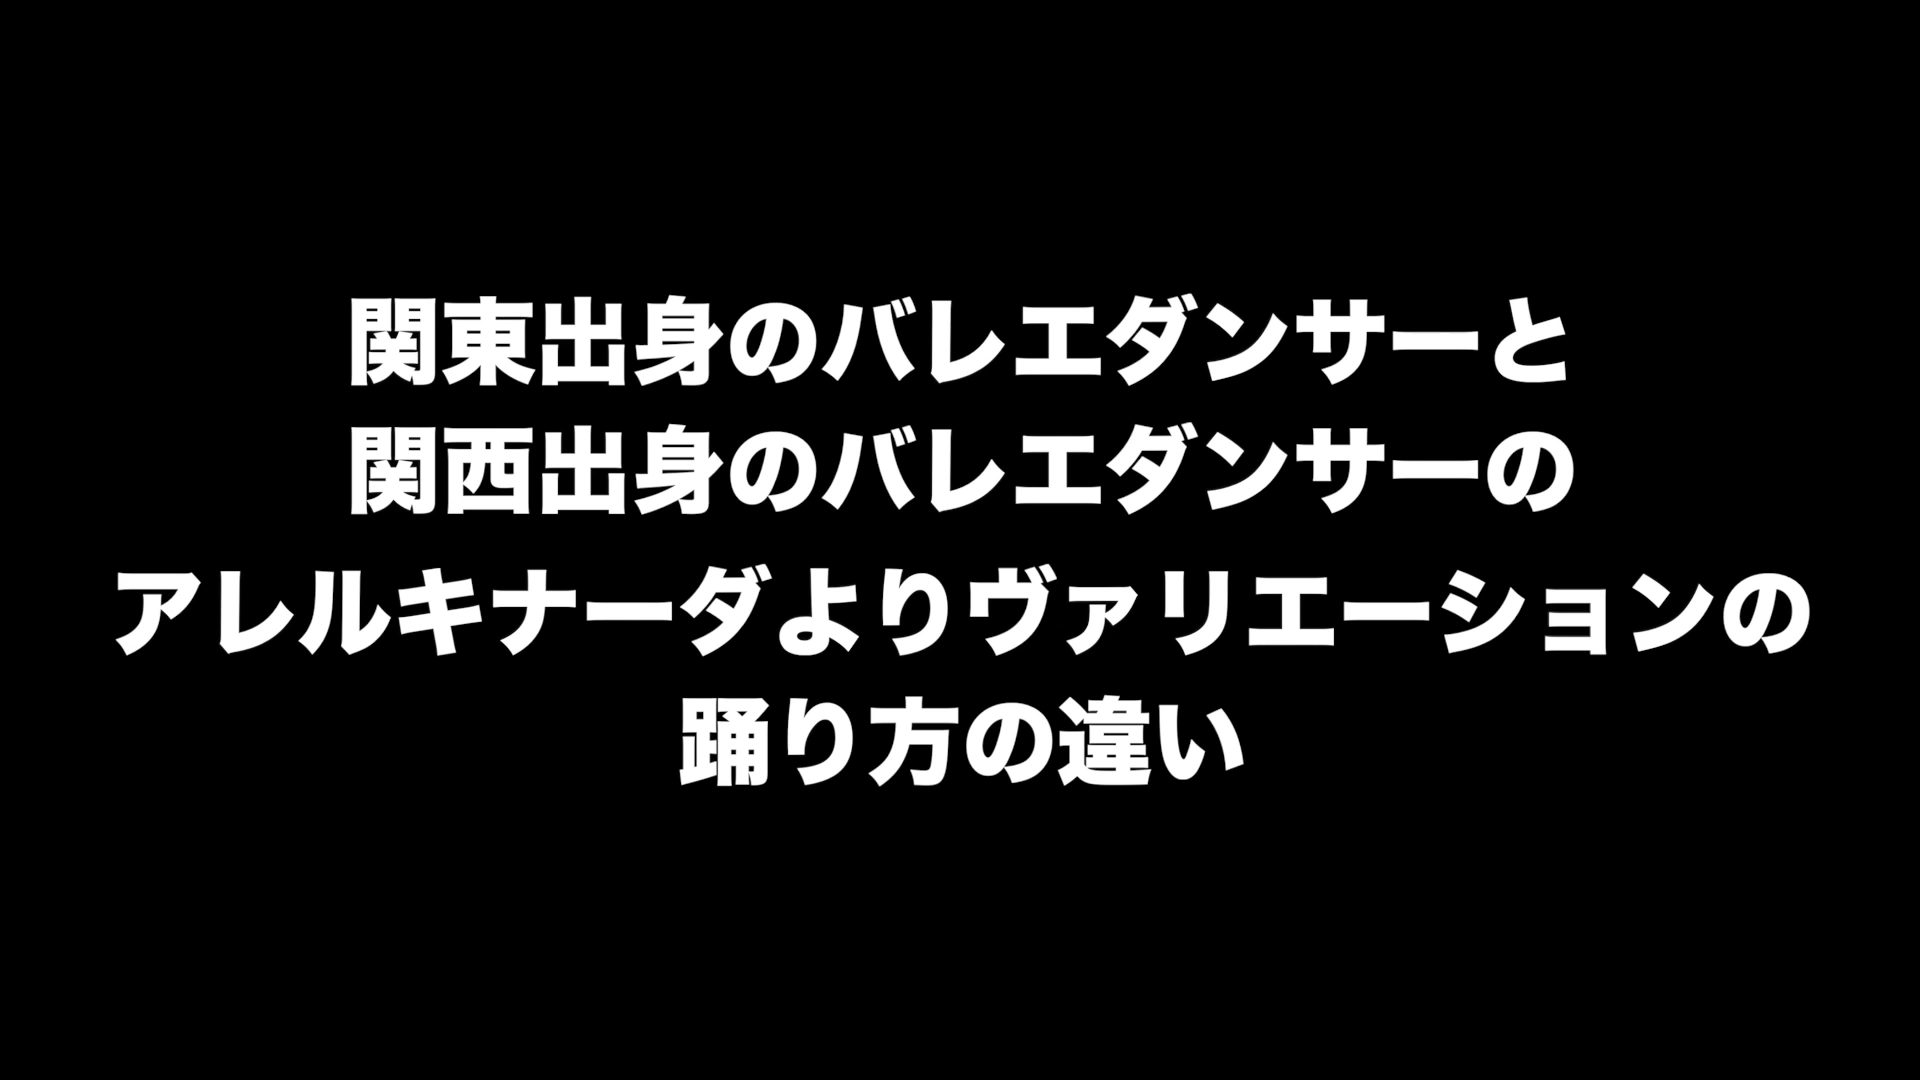 関東出身のバレエダンサーと
関西出身のバレエダンサーの
アレルキナーダよりヴァリエーションの
踊り方の違い